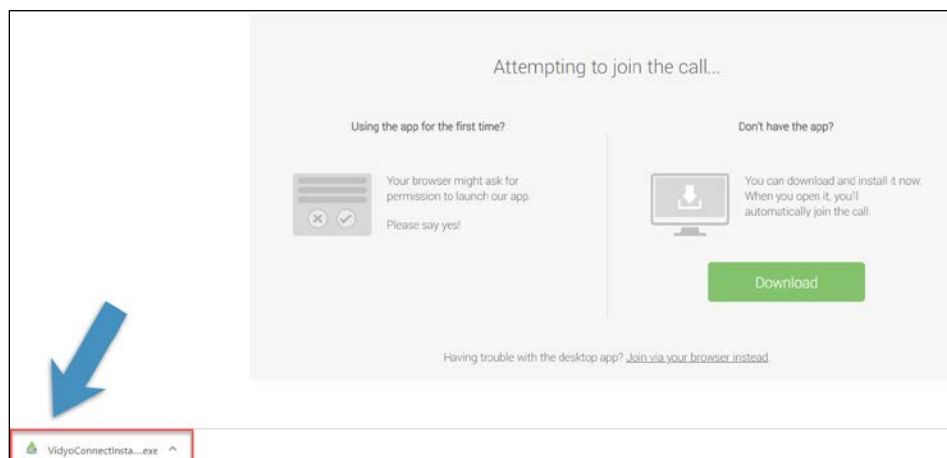 Attempting to join the call...
Using the app for the first time?
Your browser might ask for
permission to launch our app.
Please say yes!
Don't have the app?
You can download and install it now.
When you open it, you'll
automatically join the call.
Download
Having trouble with the desktop app? Join via your browser instead.
VidyoConnectInsta....exe